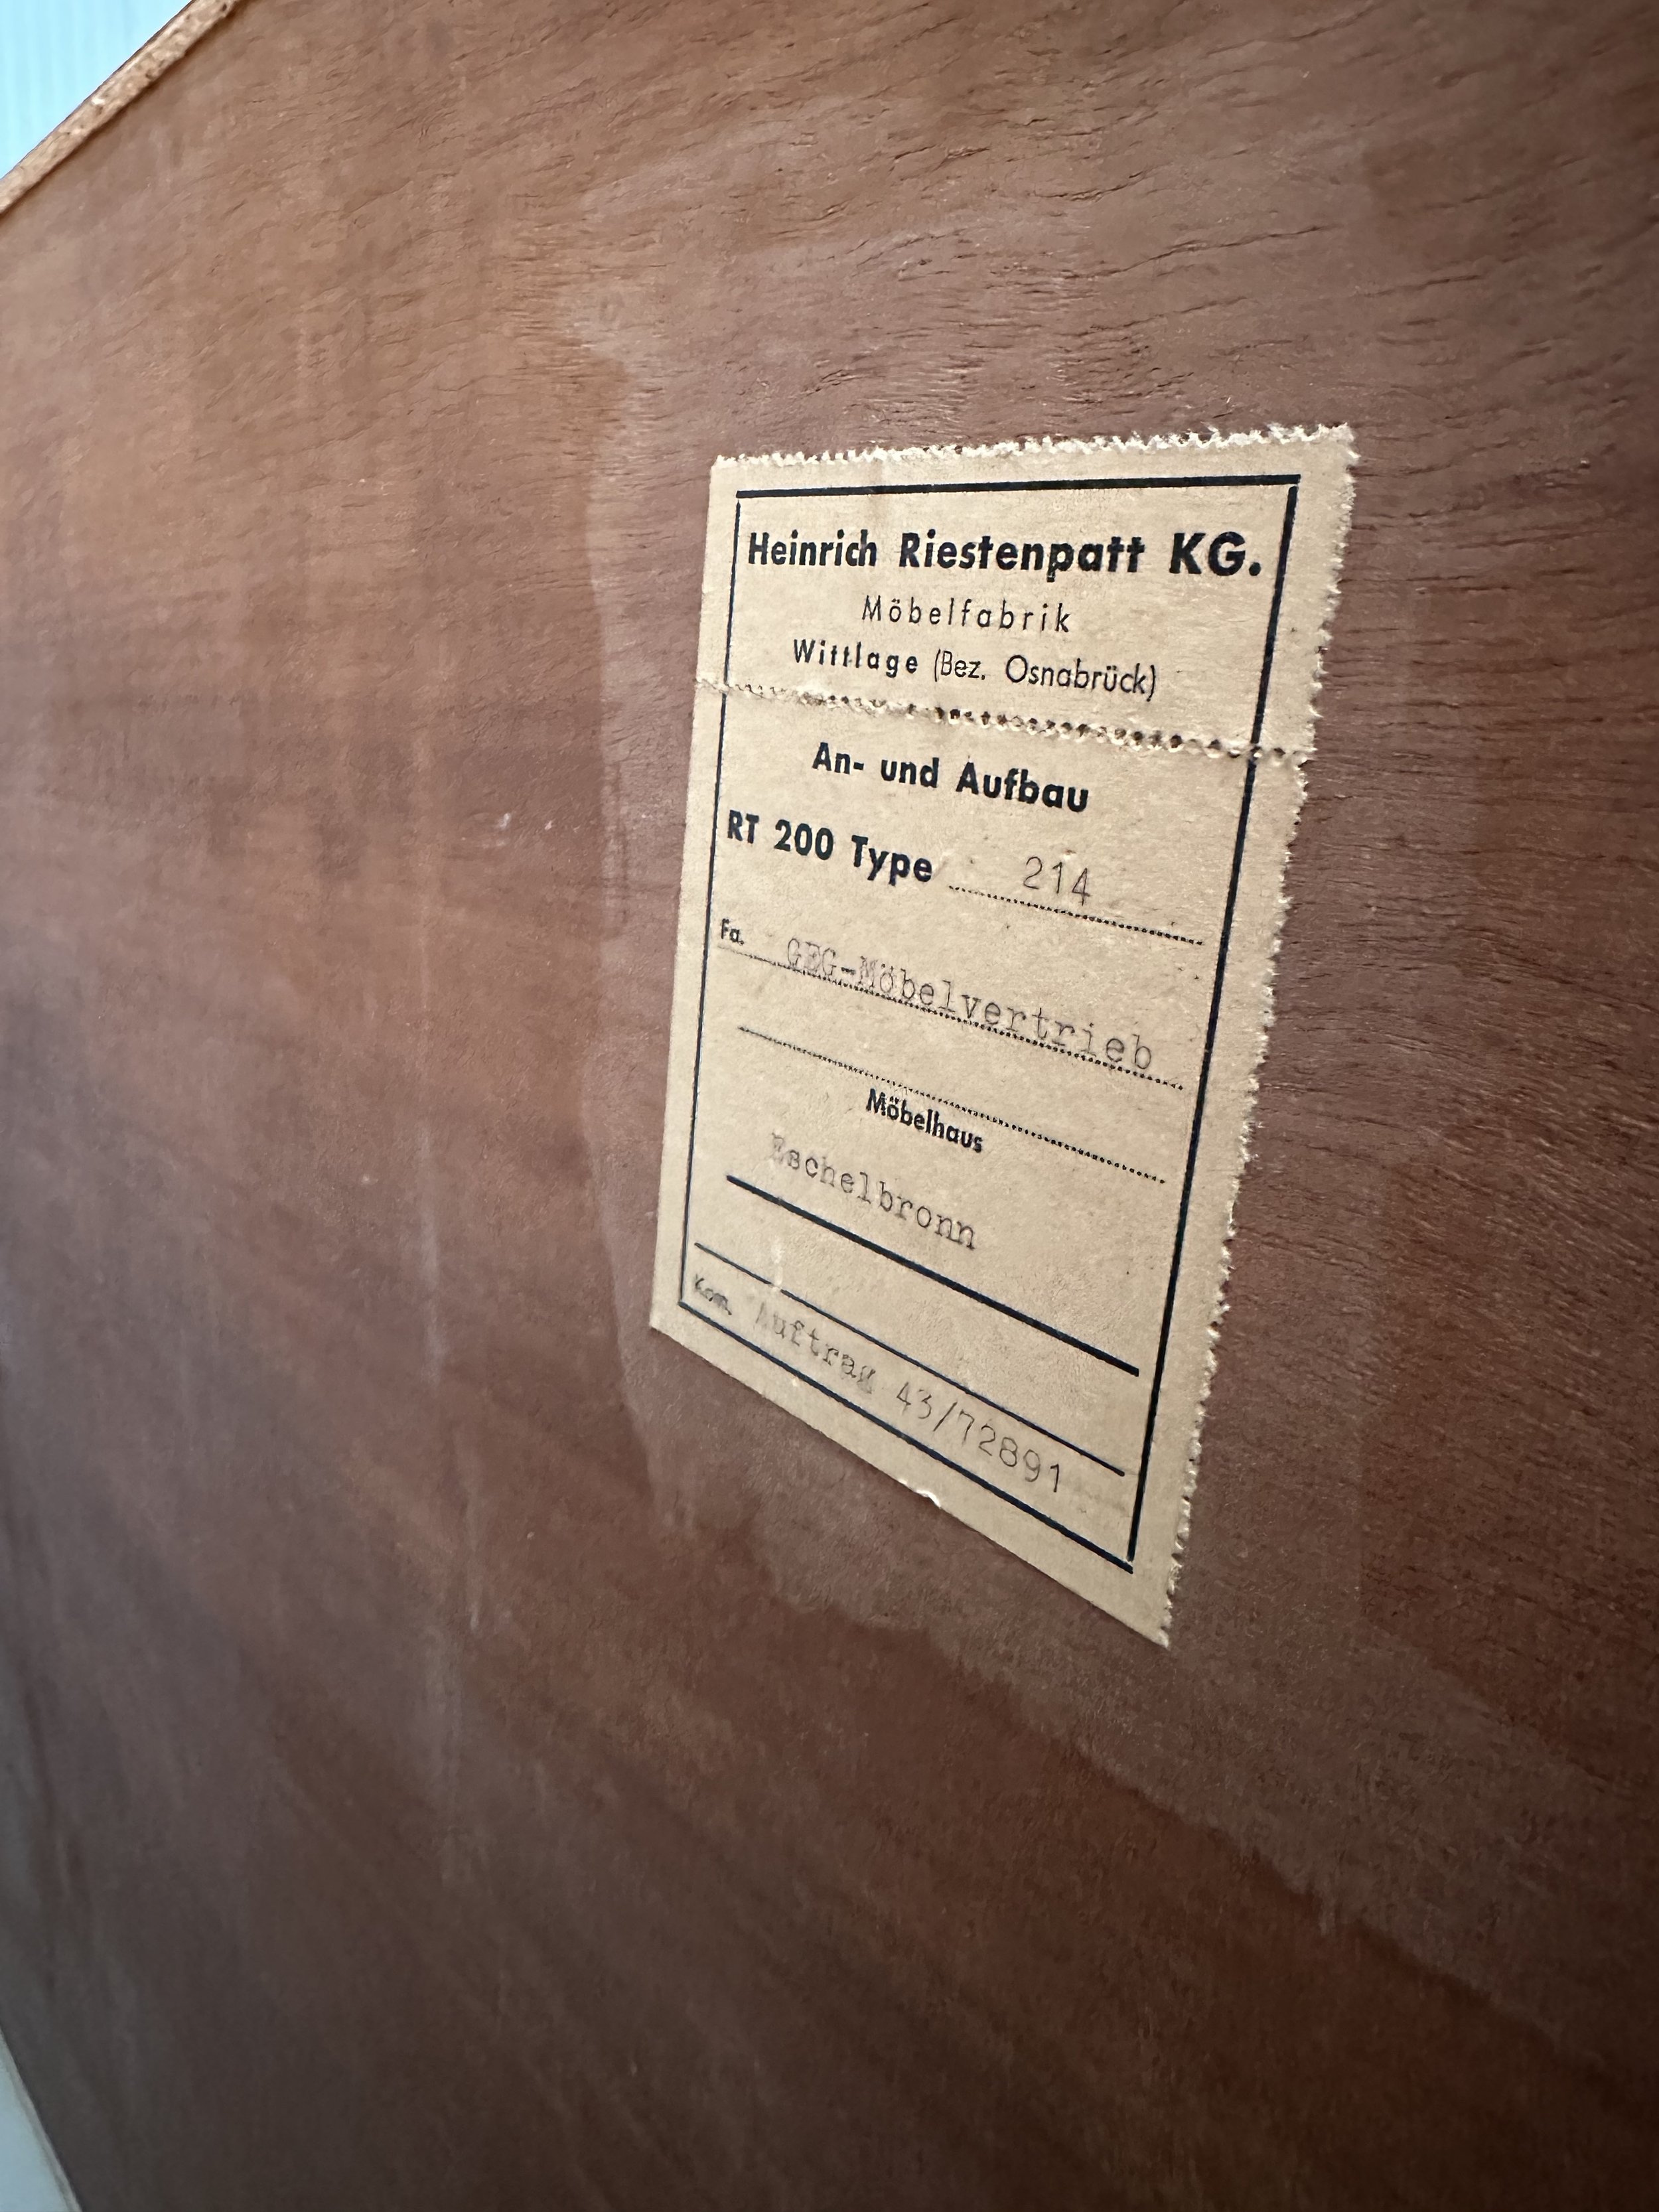 Heinrich Riestenpatt KG.
Möbelfabrik
Wittlage (Bez. Osnabrück)
An- und Aufbau
RT 200 Type 214
Fa. GEG-Möbelvertrieb
Möbelhaus
Eschelbronn
Kom. Auftrag 43/72891